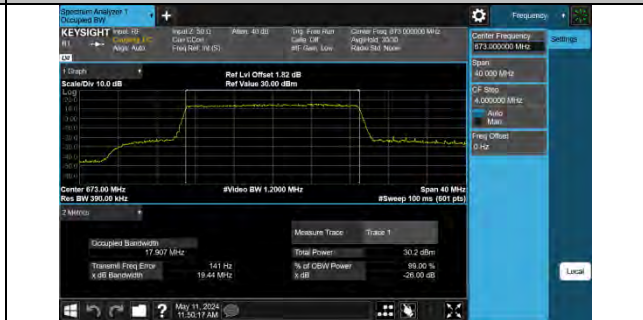 Spectrum Analyzer 1
Occupied BW
Frequency
KEYSIGHT Input: RF Input Z: 50 Ω Atten: 40 dB Trig: Free Run Center Freq: 673.000000 MHz
Coupling: DC Corr CCorr Gate: Off Avg|Hold: 30/30
Align: Auto Freq Ref: Int (S) #IF Gain: Low Radio Std: None
Center Frequency
673.000000 MHz
Settings
Span
40.000 MHz
CF Step
4.000000 MHz
Auto
Man
Freq Offset
0 Hz
1 Graph
Scale/Div 10.0 dB
Ref Lvl Offset 1.82 dB
Ref Value 30.00 dBm
Log
Center 673.00 MHz
Res BW 390.00 kHz
#Video BW 1.2000 MHz
Span 40 MHz
#Sweep 100 ms (601 pts)
2 Metrics
Measure Trace Trace 1
Occupied Bandwidth
17.907 MHz
Total Power 30.2 dBm
Transmit Freq Error 141 Hz
% of OBW Power 99.00 %
x dB Bandwidth 19.44 MHz
x dB -26.00 dB
Local
May 11, 2024
11:50:17 AM